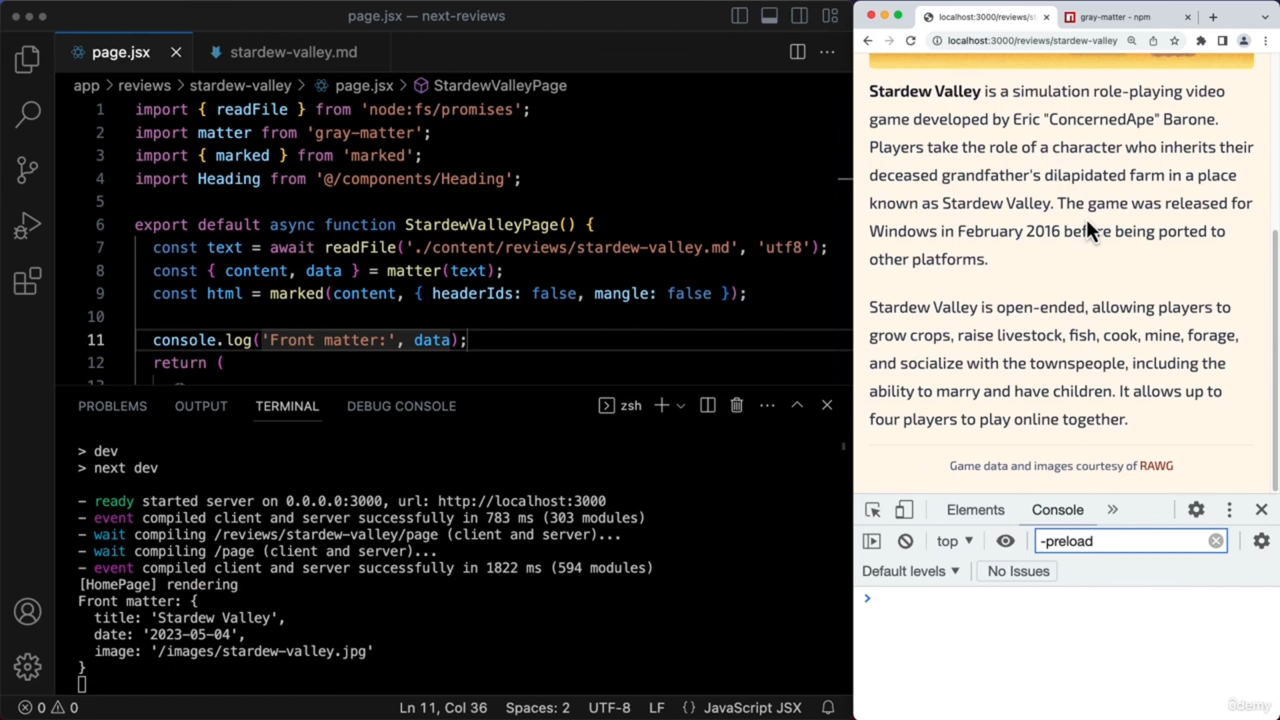 page.jsx — next-reviews
page.jsx
stardew-valley.md
app > reviews > stardew-valley > page.jsx > StardewValleyPage
1 import { readFile } from 'node:fs/promises';
2 import matter from 'gray-matter';
3 import { marked } from 'marked';
4 import Heading from '@/components/Heading';
5
6 export default async function StardewValleyPage() {
7 const text = await readFile('./content/reviews/stardew-valley.md', 'utf8');
8 const { content, data } = matter(text);
9 const html = marked(content, { headerIds: false, mangle: false });
10
11 console.log('Front matter:', data);
12 return (
PROBLEMS OUTPUT TERMINAL DEBUG CONSOLE
zsh
> dev
> next dev
- ready started server on 0.0.0.0:3000, url: http://localhost:3000
- event compiled client and server successfully in 783 ms (303 modules)
- wait compiling /reviews/stardew-valley/page (client and server)...
- wait compiling /page (client and server)...
- event compiled client and server successfully in 1822 ms (594 modules)
[HomePage] rendering
Front matter: {
title: 'Stardew Valley',
date: '2023-05-04',
image: '/images/stardew-valley.jpg'
}
0 0
Ln 11, Col 36 Spaces: 2 UTF-8 LF {} JavaScript JSX
localhost:3000/reviews/s
gray-matter - npm
localhost:3000/reviews/stardew-valley
Stardew Valley is a simulation role-playing video
game developed by Eric "ConcernedApe" Barone.
Players take the role of a character who inherits their
deceased grandfather's dilapidated farm in a place
known as Stardew Valley. The game was released for
Windows in February 2016 before being ported to
other platforms.
Stardew Valley is open-ended, allowing players to
grow crops, raise livestock, fish, cook, mine, forage,
and socialize with the townspeople, including the
ability to marry and have children. It allows up to
four players to play online together.
Game data and images courtesy of RAWG
Elements Console
top -preload
Default levels No Issues
ûdemy